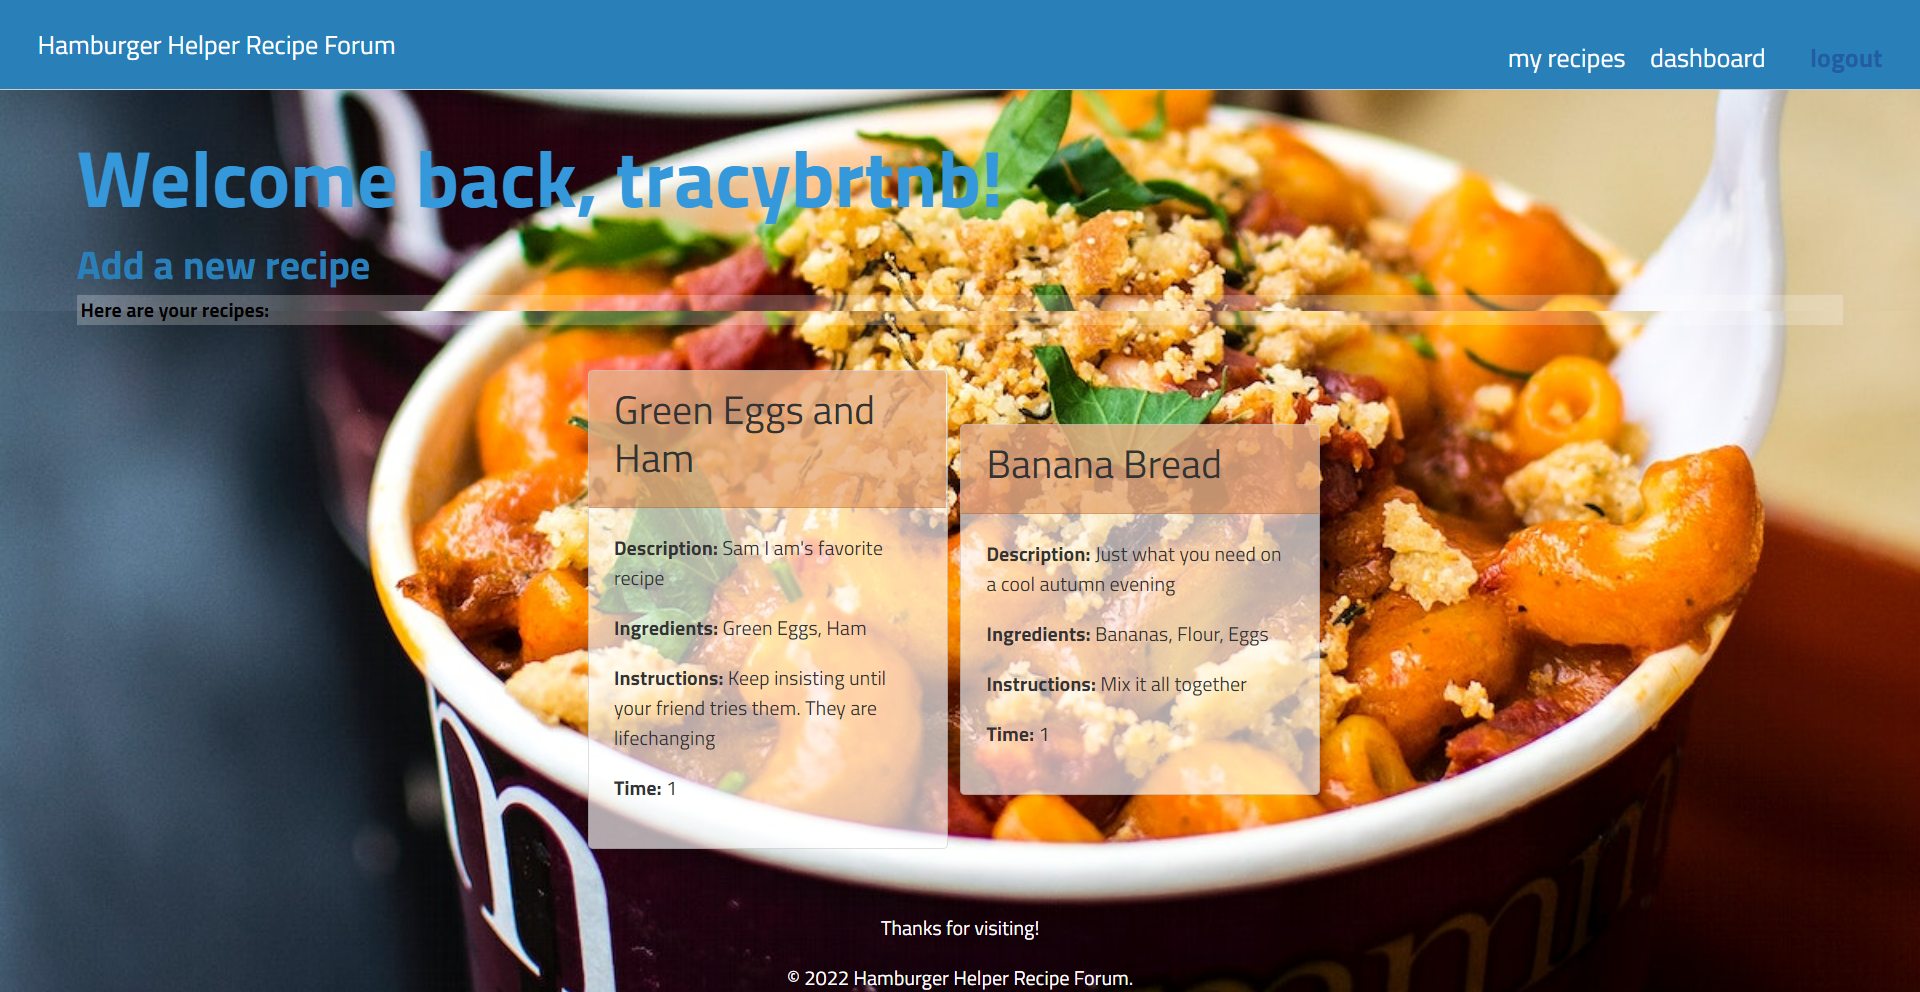 Hamburger Helper Recipe Forum
my recipes dashboard logout
Welcome back, tracybrtnb!
Add a new recipe
Here are your recipes:
Green Eggs and
Ham
Description: Sam I am's favorite
recipe
Ingredients: Green Eggs, Ham
Instructions: Keep insisting until
your friend tries them. They are
lifechanging
Time: 1
Banana Bread
Description: Just what you need on
a cool autumn evening
Ingredients: Bananas, Flour, Eggs
Instructions: Mix it all together
Time: 1
Thanks for visiting!
© 2022 Hamburger Helper Recipe Forum.